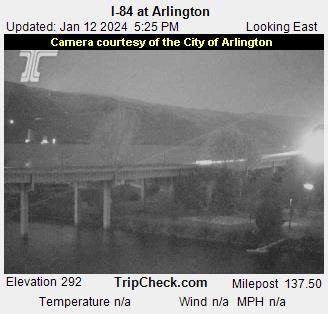 I-84 at Arlington
Updated: Jan 12 2024 5:25 PM Looking East
Camera courtesy of the City of Arlington
Elevation 292 TripCheck.com Milepost 137.50
Temperature n/a Wind n/a MPH n/a